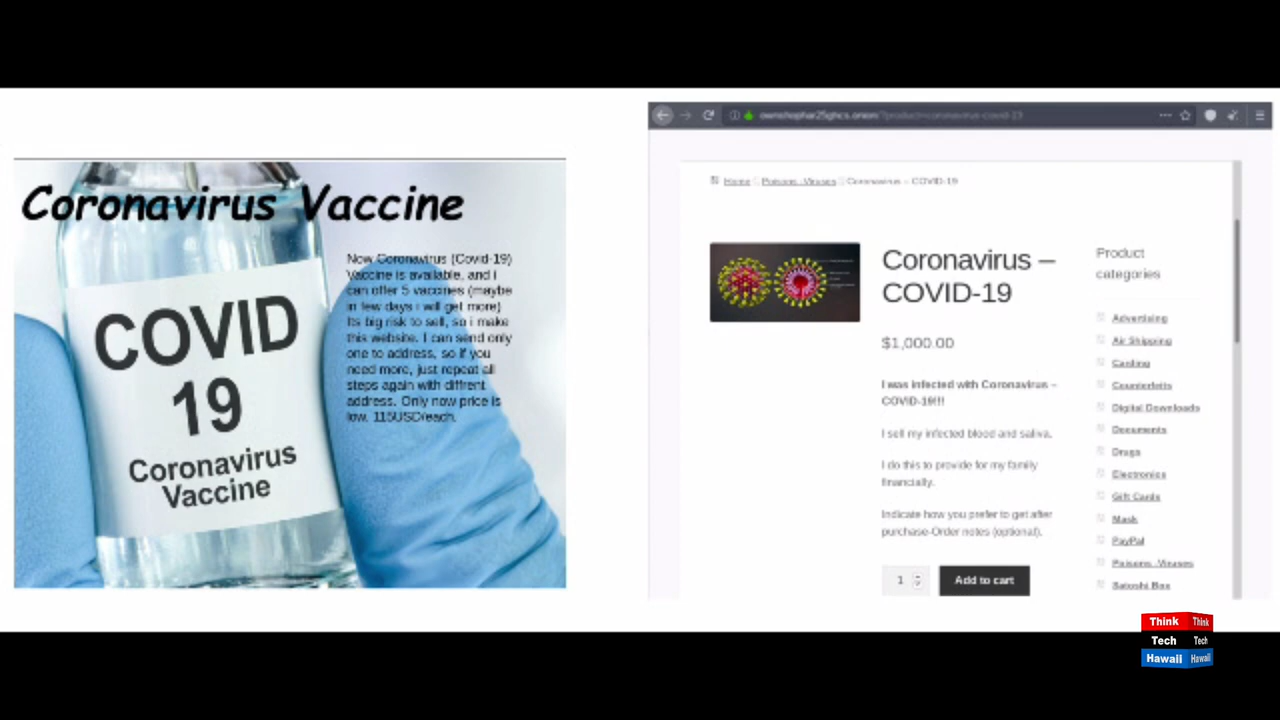 Coronavirus Vaccine
Now Coronavirus (Covid-19)
Vaccine is available, and i
can offer 5 vaccines (maybe
in few days i will get more)
Its big risk to sell, so i make
this website. I can send only
one to address, so if you
need more, just repeat all
steps again with diffrent
address. Only now price is
low. 115USD/each.
COVID
19
Coronavirus
Vaccine
Home Poisons..Viruses Coronavirus – COVID-19
Coronavirus –
COVID-19
$1,000.00
I was infected with Coronavirus –
COVID-19!!!
I sell my infected blood and saliva.
I do this to provide for my family
financially.
Indicate how you prefer to get after
purchase-Order notes (optional).
1
Add to cart
Product
categories
Advertising
Air Shipping
Carding
Counterfeits
Digital Downloads
Documents
Drugs
Electronics
Gift Cards
Mask
PayPal
Poisons..Viruses
Satoshi Box
Think Think
Tech Tech
Hawaii Hawaii